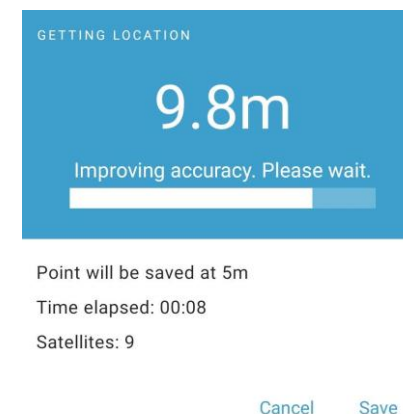 GETTING LOCATION
9.8m
Improving accuracy. Please wait.
Point will be saved at 5m
Time elapsed: 00:08
Satellites: 9
Cancel Save